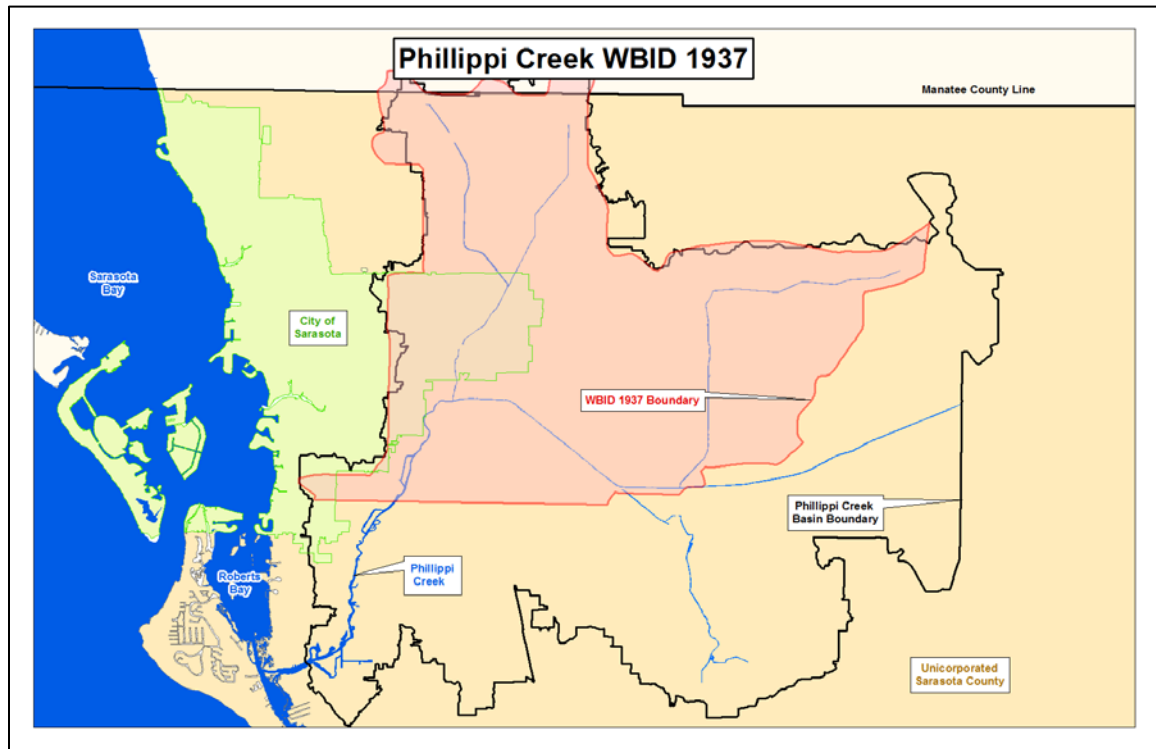 Phillippi Creek WBID 1937
Manatee County Line
Sarasota
Bay
City of
Sarasota
WBID 1937 Boundary
Phillippi Creek
Basin Boundary
Phillippi
Creek
Roberts
Bay
Unicorporated
Sarasota County